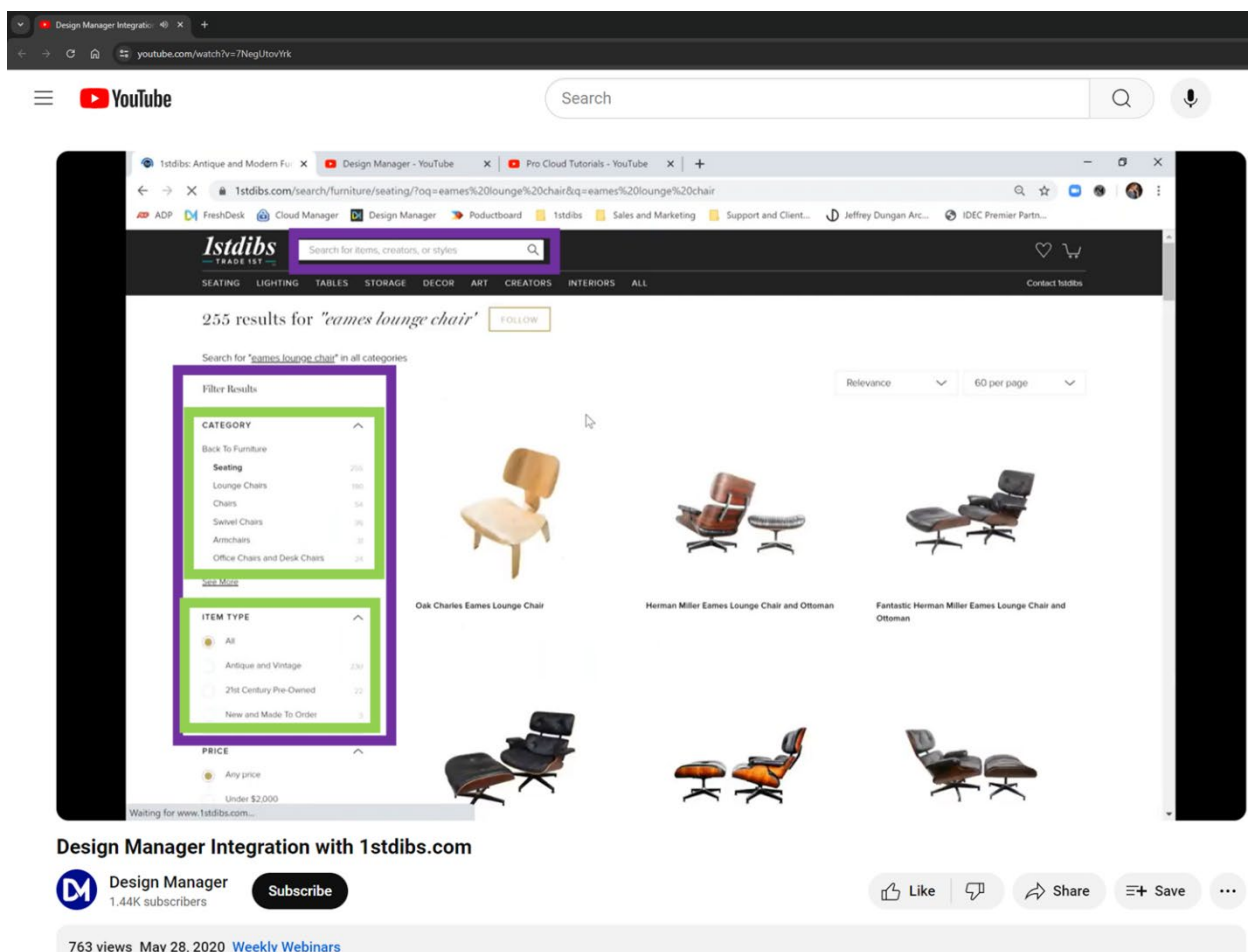 Design Manager Integratio
youtube.com/watch?v=7NegUtovYrk
YouTube
Search
1stdibs: Antique and Modern Fu
Design Manager - YouTube
Pro Cloud Tutorials - YouTube
1stdibs.com/search/furniture/seating/?oq=eames%20lounge%20chair&q=eames%20lounge%20chair
ADP FreshDesk Cloud Manager Design Manager Poductboard 1stdibs Sales and Marketing Support and Client... Jeffrey Dungan Arc... IDEC Premier Partn...
1stdibs
TRADE 1ST
Search for items, creators, or styles
SEATING LIGHTING TABLES STORAGE DECOR ART CREATORS INTERIORS ALL Contact 1stdibs
255 results for "eames lounge chair" FOLLOW
Search for "eames lounge chair" in all categories
Filter Results
Relevance 60 per page
CATEGORY
Back To Furniture
Seating
Lounge Chairs
Chairs
Swivel Chairs
Armchairs
Office Chairs and Desk Chairs
See More
ITEM TYPE
All
Antique and Vintage
21st Century Pre-Owned
New and Made To Order
PRICE
Any price
Under $2,000
Oak Charles Eames Lounge Chair
Herman Miller Eames Lounge Chair and Ottoman
Fantastic Herman Miller Eames Lounge Chair and
Ottoman
Waiting for www.1stdibs.com...
Design Manager Integration with 1stdibs.com
Design Manager
1.44K subscribers
Subscribe
Like Share Save
763 views May 28, 2020 Weekly Webinars